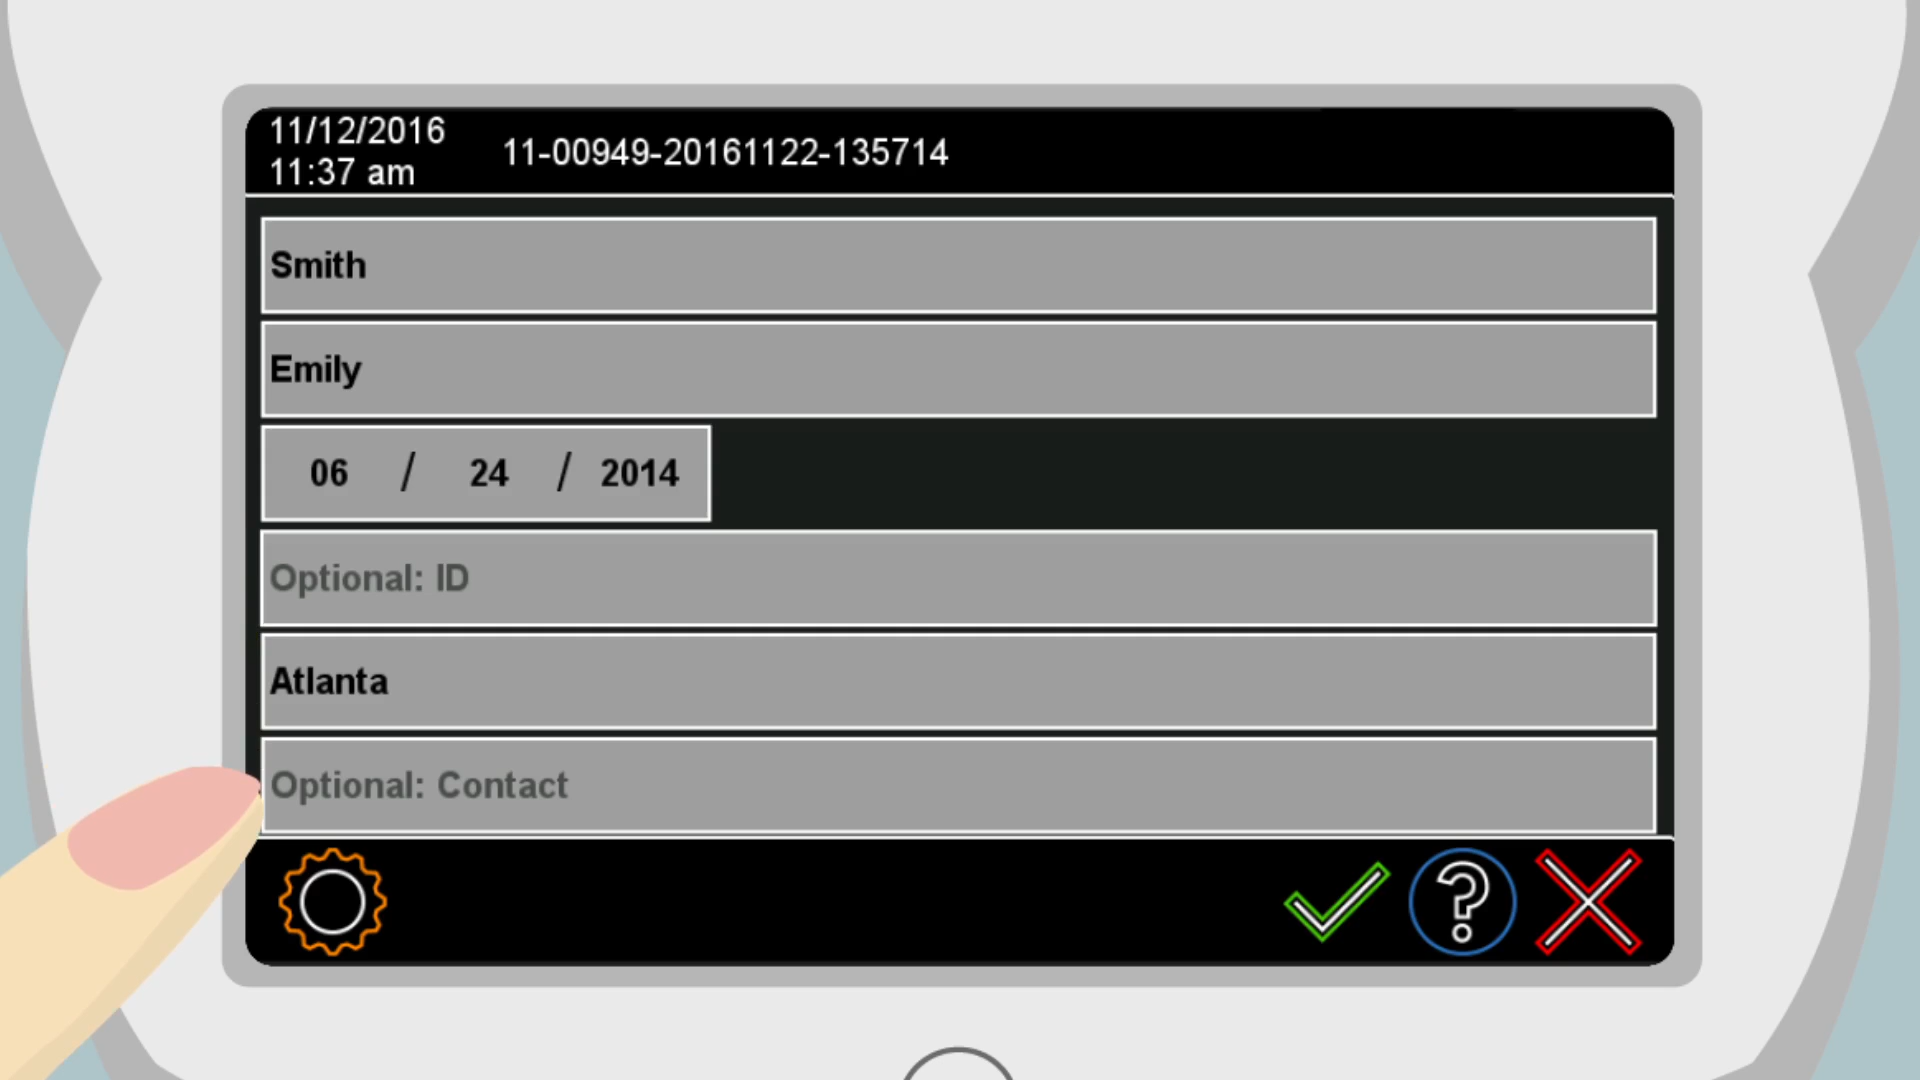 11/12/2016
11:37 am
11-00949-20161122-135714
Smith
Emily
06 / 24 / 2014
Optional: ID
Atlanta
Optional: Contact
?